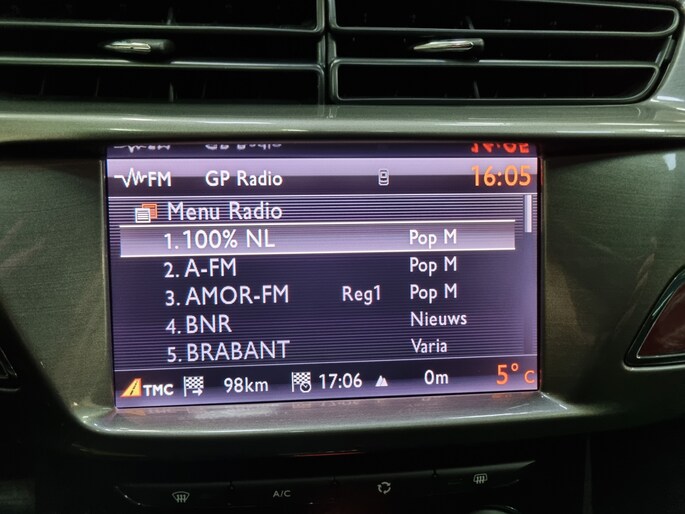 FM GP Radio 16:05
Menu Radio
1. 100% NL Pop M
2. A-FM Pop M
3. AMOR-FM Reg1 Pop M
4. BNR Nieuws
5. BRABANT Varia
TMC 98km 17:06 0m 5°C
A/C